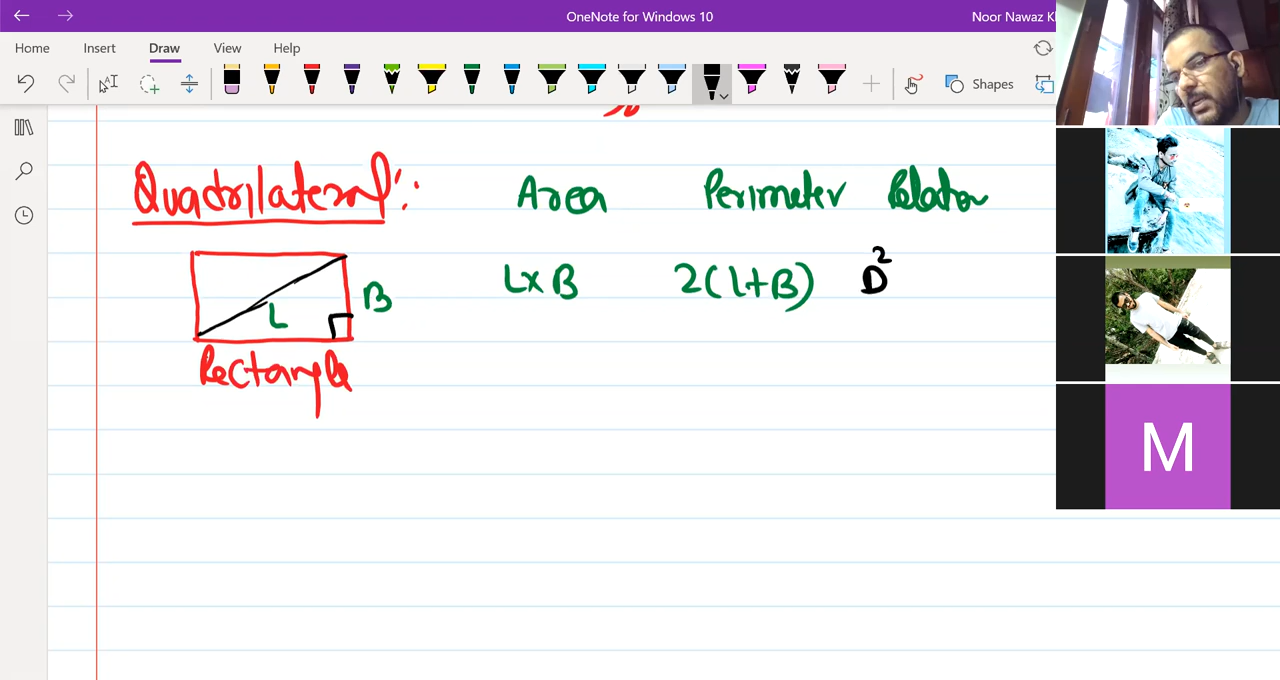 OneNote for Windows 10
Noor Nawaz Kh
Home Insert Draw View Help
Shapes
Quadrilateral: Area Perimeter Relation
L×B 2(L+B) D²
B
L
Rectangle
M